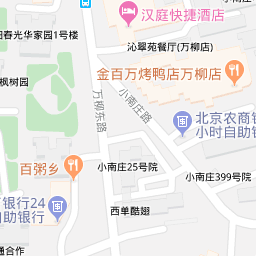 汉庭快捷酒店
阳春光华家园1号楼
沁翠苑餐厅(万柳店)
金百万烤鸭店万柳店
枫树园
万柳东路
小南庄路
北京农商银
小时自助银
百粥乡
小南庄25号院
小南庄399号院
银行24
自助银行
西单酷翅
通合作